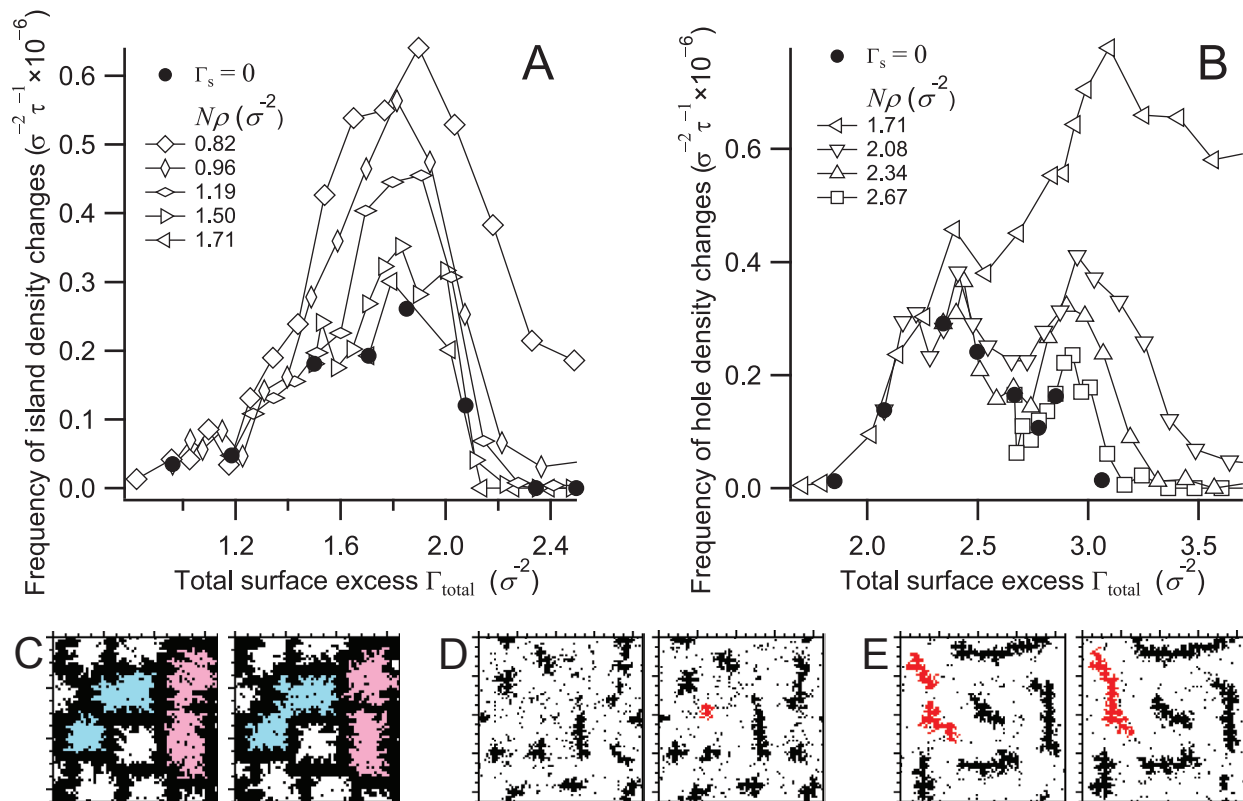 A
Frequency of island density changes (σ⁻² τ⁻¹ ×10⁻⁶)
0.6
0.5
0.4
0.3
0.2
0.1
0.0
Γs = 0
Nρ (σ⁻²)
0.82
0.96
1.19
1.50
1.71
1.2
1.6
2.0
2.4
Total surface excess Γtotal (σ⁻²)
B
Frequency of hole density changes (σ⁻² τ⁻¹ ×10⁻⁶)
0.6
0.4
0.2
0.0
Γs = 0
Nρ (σ⁻²)
1.71
2.08
2.34
2.67
2.0
2.5
3.0
3.5
Total surface excess Γtotal (σ⁻²)
C
D
E